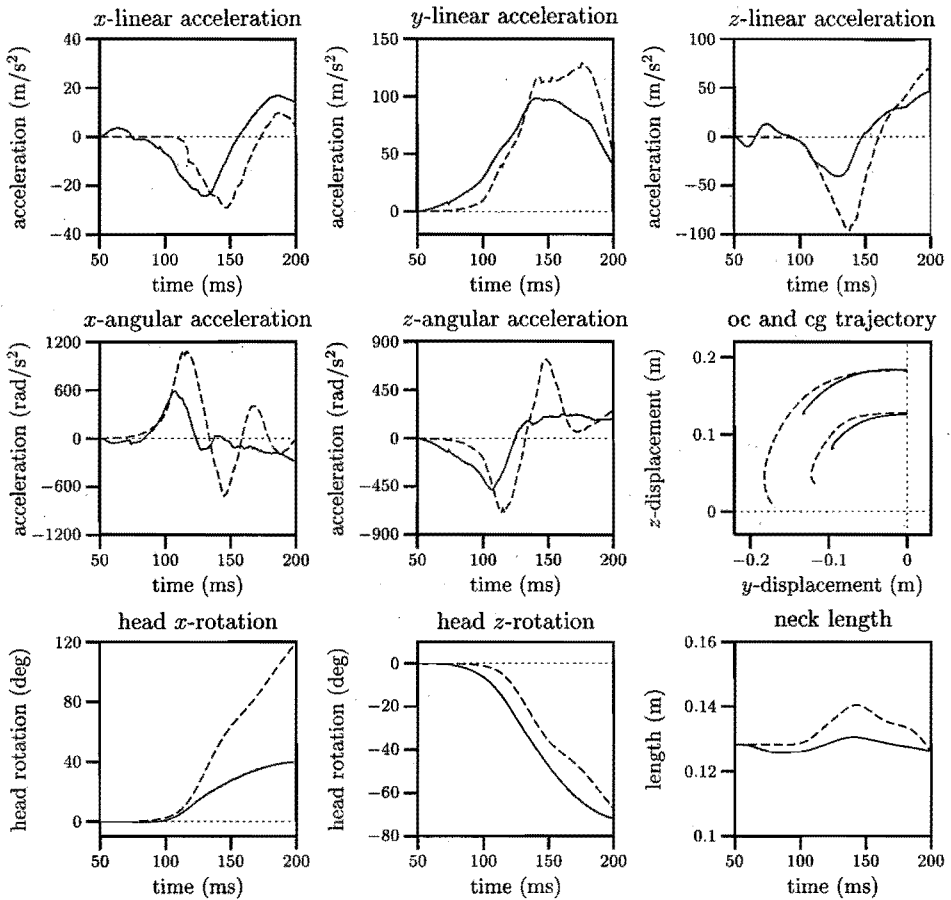 x-linear acceleration
acceleration (m/s²)
40
20
0
−20
−40
50
100
150
200
time (ms)
y-linear acceleration
acceleration (m/s²)
150
100
50
0
50
100
150
200
time (ms)
z-linear acceleration
acceleration (m/s²)
100
50
0
−50
−100
50
100
150
200
time (ms)
x-angular acceleration
acceleration (rad/s²)
1200
600
0
−600
−1200
50
100
150
200
time (ms)
z-angular acceleration
acceleration (rad/s²)
900
450
0
−450
−900
50
100
150
200
time (ms)
oc and cg trajectory
z-displacement (m)
0.2
0.1
0
−0.2
−0.1
0
y-displacement (m)
head x-rotation
head rotation (deg)
120
80
40
0
50
100
150
200
time (ms)
head z-rotation
head rotation (deg)
0
−20
−40
−60
−80
50
100
150
200
time (ms)
neck length
length (m)
0.16
0.14
0.12
0.1
50
100
150
200
time (ms)